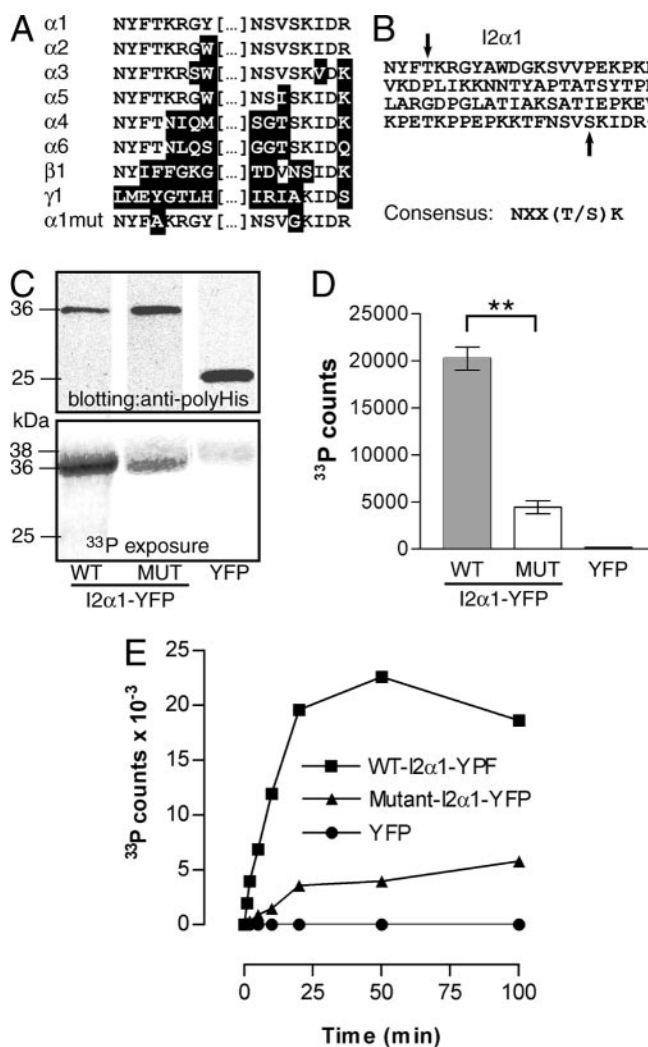 A
α1 NYFTKRGY[...]NSVSKIDR
α2 NYFTKRGW[...]NSVSKIDR
α3 NYFTKRSW[...]NSVSKVDK
α5 NYFTKRGW[...]NSISKIDK
α4 NYFTNIQM[...]SGTSKIDK
α6 NYFTNLQS[...]GGTSKIDQ
β1 NYIFFGKG[...]TDVNSIDK
γ1 LMEYGTLH[...]IRIAKIDS
α1mut NYFAKRGY[...]NSVGKIDR
B
I2α1
NYFTKRGYAWDGKSVVPEKPK
VKDPLIKKNNTYAPTATSYTP
LARGDPGLATIAKSATIEPKEV
KPETKPPEPKKTFNSVSKIDR
Consensus: NXX(T/S)K
C
36
25
blotting:anti-polyHis
kDa
38
36
25
³³P exposure
WT MUT YFP
I2α1-YFP
D
³³P counts
25000
20000
15000
10000
5000
0
**
WT MUT YFP
I2α1-YFP
E
³³P counts x 10⁻³
25
20
15
10
5
0
WT-I2α1-YPF
Mutant-I2α1-YFP
YFP
0 25 50 75 100
Time (min)